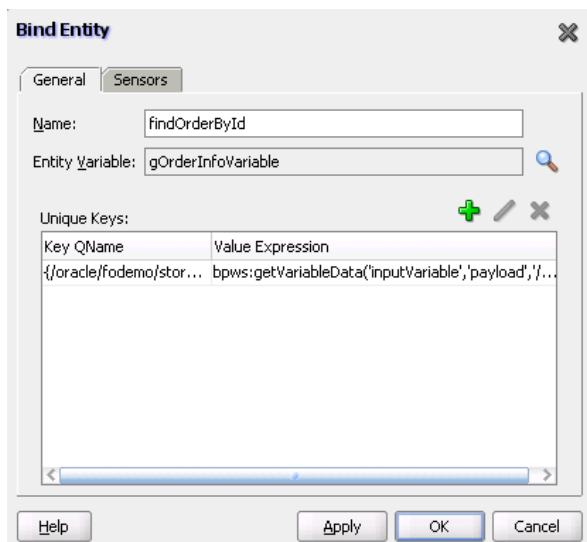 Bind Entity
General Sensors
Name: findOrderById
Entity Variable: gOrderInfoVariable
Unique Keys:
Key QName Value Expression
{/oracle/fodemo/stor... bpws:getVariableData('inputVariable','payload','/...
Help Apply OK Cancel